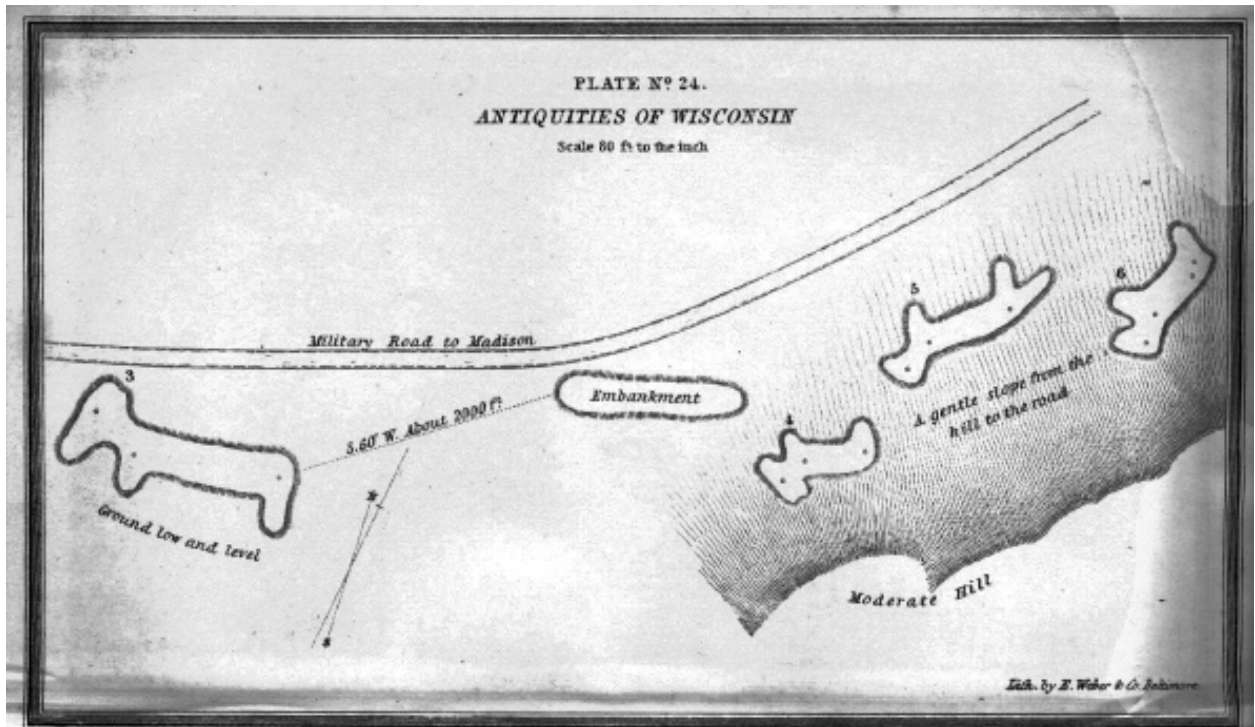 PLATE Nº 24.
ANTIQUITIES OF WISCONSIN
Scale 80 ft to the inch
Military Road to Madison
3
5
6
Embankment
S.60° W. About 2000 ft
4
A gentle slope from the
hill to the road
N
Ground low and level
S
Moderate Hill
Lith. by E. Weber & Co. Baltimore